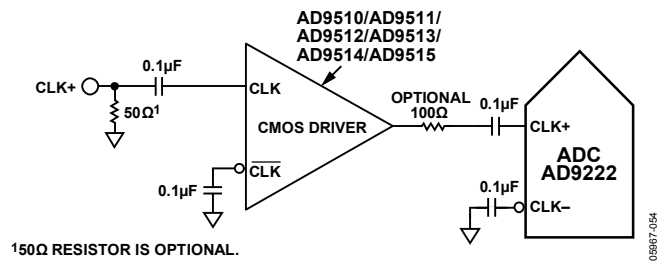 AD9510/AD9511/
AD9512/AD9513/
AD9514/AD9515
CLK+
0.1µF
50Ω¹
CLK
CMOS DRIVER
CLK
0.1µF
OPTIONAL
100Ω
0.1µF
CLK+
ADC
AD9222
0.1µF
CLK–
¹50Ω RESISTOR IS OPTIONAL.
05967-054